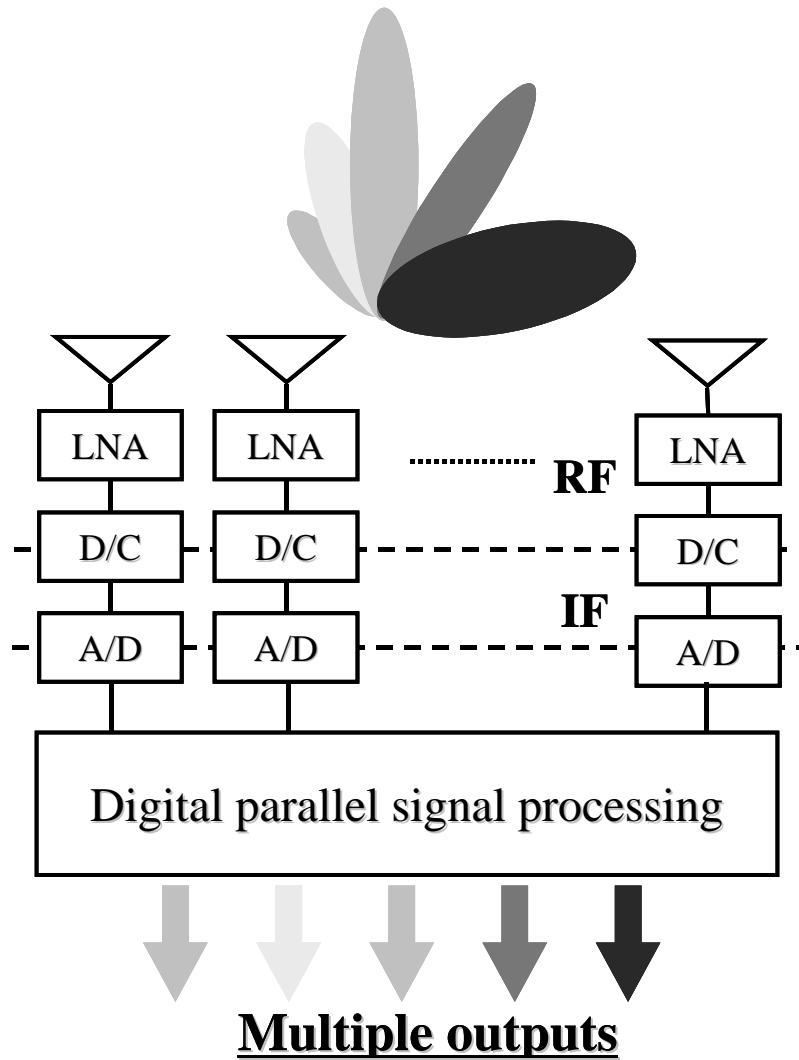 LNA LNA LNA
RF
D/C D/C D/C
IF
A/D A/D A/D
Digital parallel signal processing
Multiple outputs